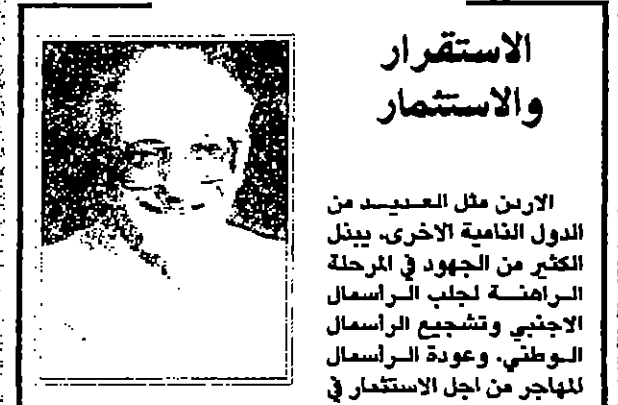 الاستقرار
والاستثمار
الاردن مثل العديد من
الدول النامية الاخرى، يبذل
الكثير من الجهود في المرحلة
الراهنة لجلب الرأسمال
الاجنبي وتشجيع الرأسمال
الوطني، وعودة الرأسمال
المهاجر من اجل الاستثمار في